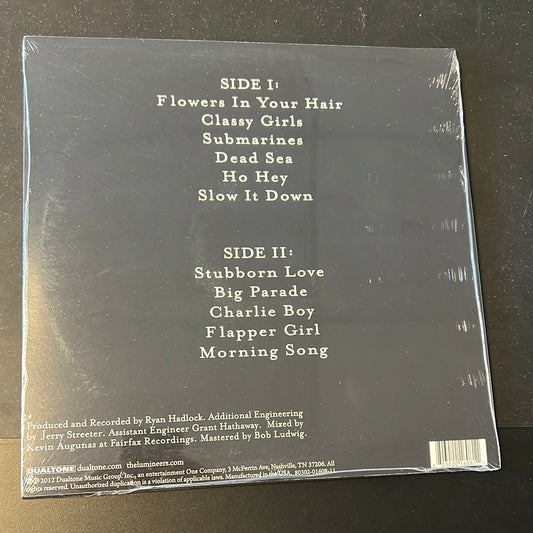 SIDE I:
Flowers In Your Hair
Classy Girls
Submarines
Dead Sea
Ho Hey
Slow It Down
SIDE II:
Stubborn Love
Big Parade
Charlie Boy
Flapper Girl
Morning Song
Produced and Recorded by Ryan Hadlock. Additional Engineering
by Jerry Streeter. Assistant Engineer Grant Hathaway. Mixed by
Kevin Augunas at Fairfax Recordings. Mastered by Bob Ludwig.
DUALTONE dualtone.com thelumineers.com
℗ © 2012 Dualtone Music Group, Inc., an entertainment One Company, 3 McFerrin Ave, Nashville, TN 37206. All
rights reserved. Unauthorized duplication is a violation of applicable laws. Manufactured in the USA. 80302-01608-11